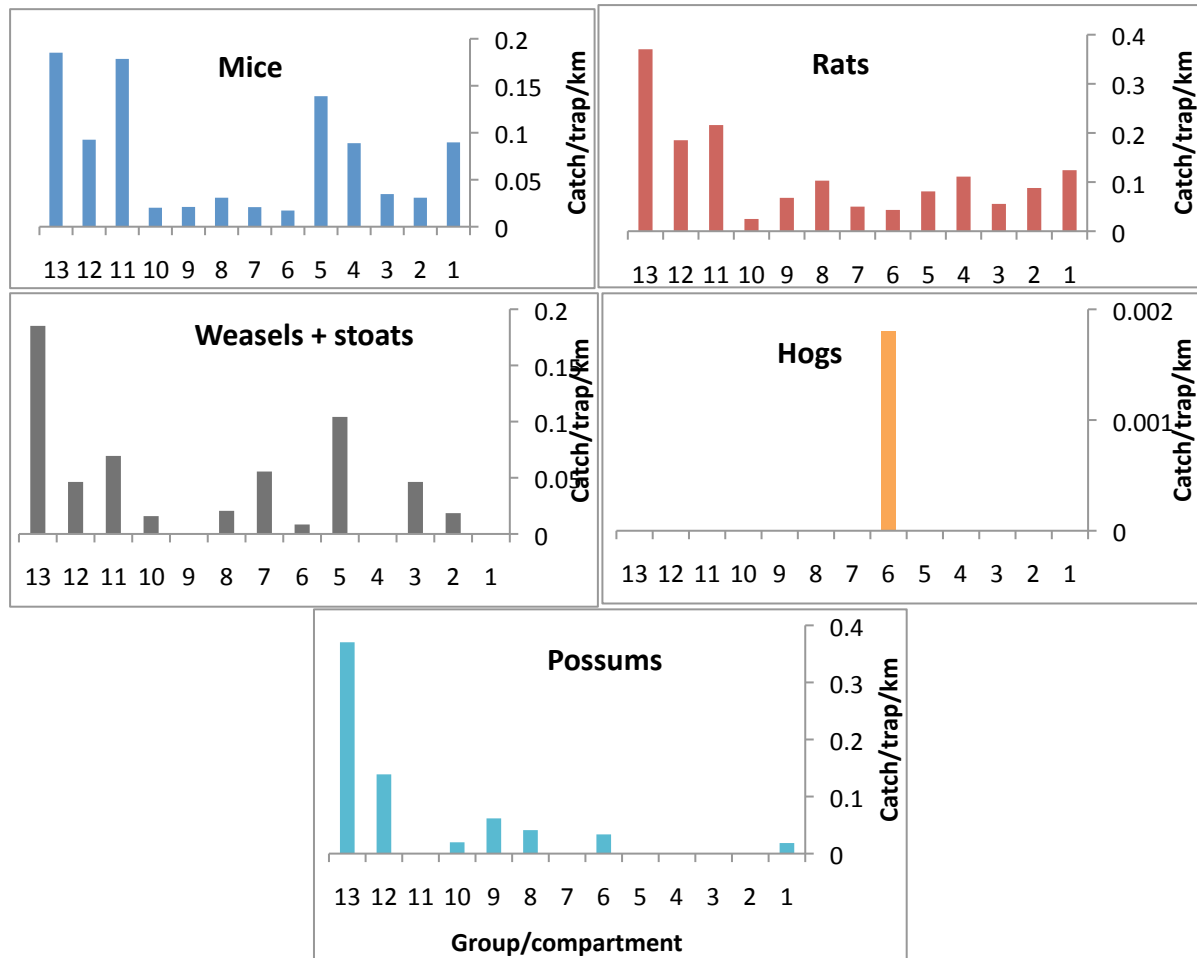 Mice
0.2
0.15
0.1
0.05
0
Catch/trap/km
13 12 11 10 9 8 7 6 5 4 3 2 1
Rats
0.4
0.3
0.2
0.1
0
Catch/trap/km
13 12 11 10 9 8 7 6 5 4 3 2 1
Weasels + stoats
0.2
0.15
0.1
0.05
0
Catch/trap/km
13 12 11 10 9 8 7 6 5 4 3 2 1
Hogs
0.002
0.001
0
Catch/trap/km
13 12 11 10 9 8 7 6 5 4 3 2 1
Possums
0.4
0.3
0.2
0.1
0
Catch/trap/km
13 12 11 10 9 8 7 6 5 4 3 2 1
Group/compartment